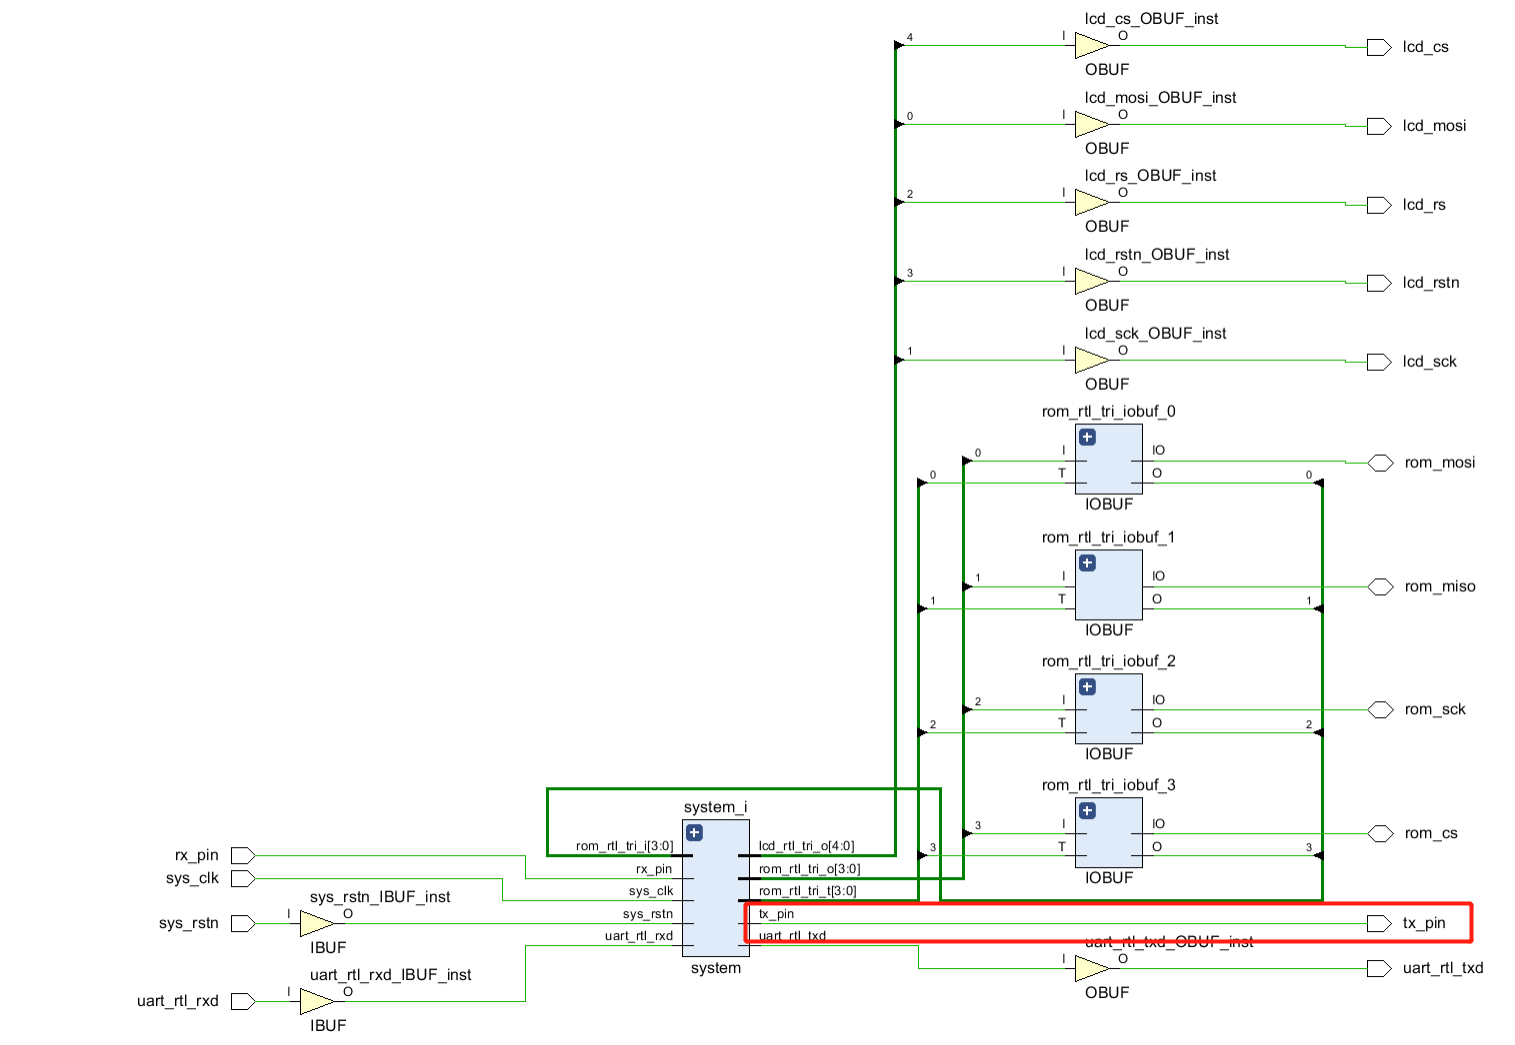 lcd_cs_OBUF_inst
4
I
O
lcd_cs
OBUF
lcd_mosi_OBUF_inst
0
I
O
lcd_mosi
OBUF
lcd_rs_OBUF_inst
2
I
O
lcd_rs
OBUF
lcd_rstn_OBUF_inst
3
I
O
lcd_rstn
OBUF
lcd_sck_OBUF_inst
1
I
O
lcd_sck
OBUF
rom_rtl_tri_iobuf_0
0
I
IO
rom_mosi
0
T
O
0
IOBUF
rom_rtl_tri_iobuf_1
1
I
IO
rom_miso
1
T
O
1
IOBUF
rom_rtl_tri_iobuf_2
2
I
IO
rom_sck
2
T
O
2
IOBUF
rom_rtl_tri_iobuf_3
3
I
IO
rom_cs
3
T
O
3
IOBUF
system_i
rom_rtl_tri_i[3:0]
lcd_rtl_tri_o[4:0]
rx_pin
rx_pin
rom_rtl_tri_o[3:0]
sys_clk
sys_clk
rom_rtl_tri_t[3:0]
sys_rstn_IBUF_inst
sys_rstn
I
O
IBUF
sys_rstn
tx_pin
tx_pin
uart_rtl_rxd
uart_rtl_txd
system
uart_rtl_txd_OBUF_inst
I
O
uart_rtl_txd
OBUF
uart_rtl_rxd_IBUF_inst
uart_rtl_rxd
I
O
IBUF